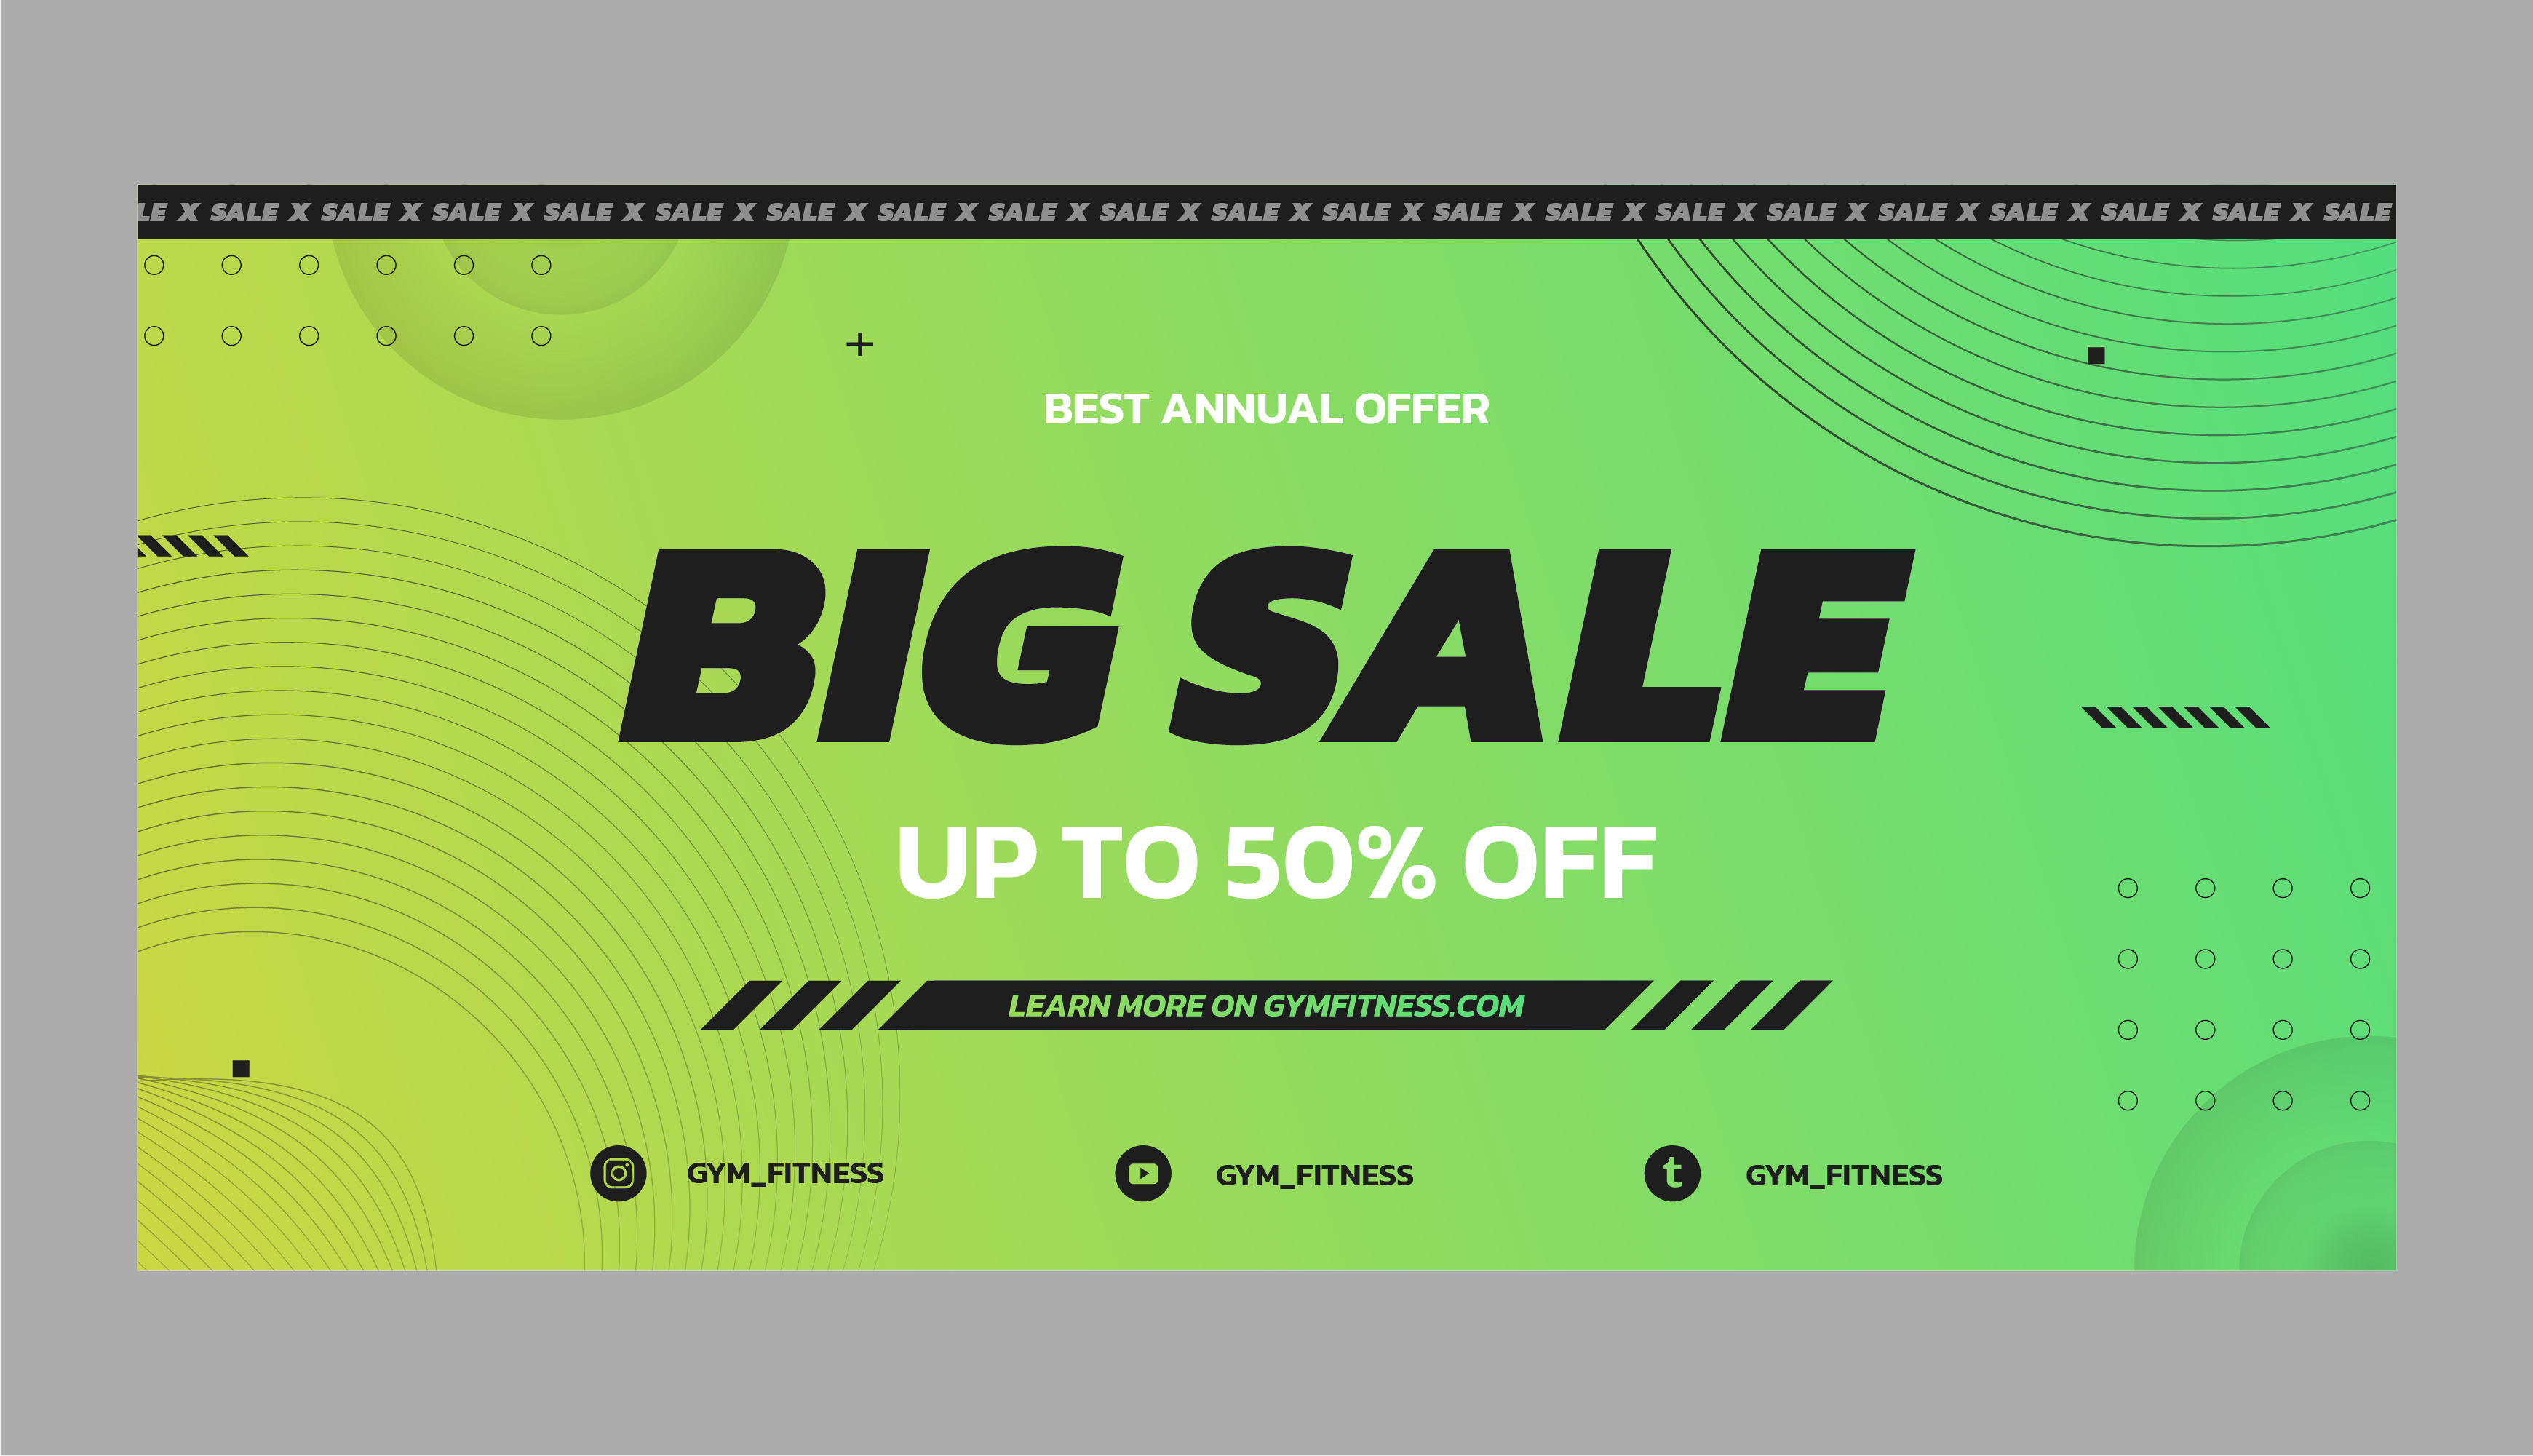 LE X SALE X SALE X SALE X SALE X SALE X SALE X SALE X SALE X SALE X SALE X SALE X SALE X SALE X SALE X SALE X SALE X SALE X SALE X SALE X SALE
BEST ANNUAL OFFER
BIG SALE
UP TO 50% OFF
LEARN MORE ON GYMFITNESS.COM
GYM_FITNESS GYM_FITNESS t GYM_FITNESS